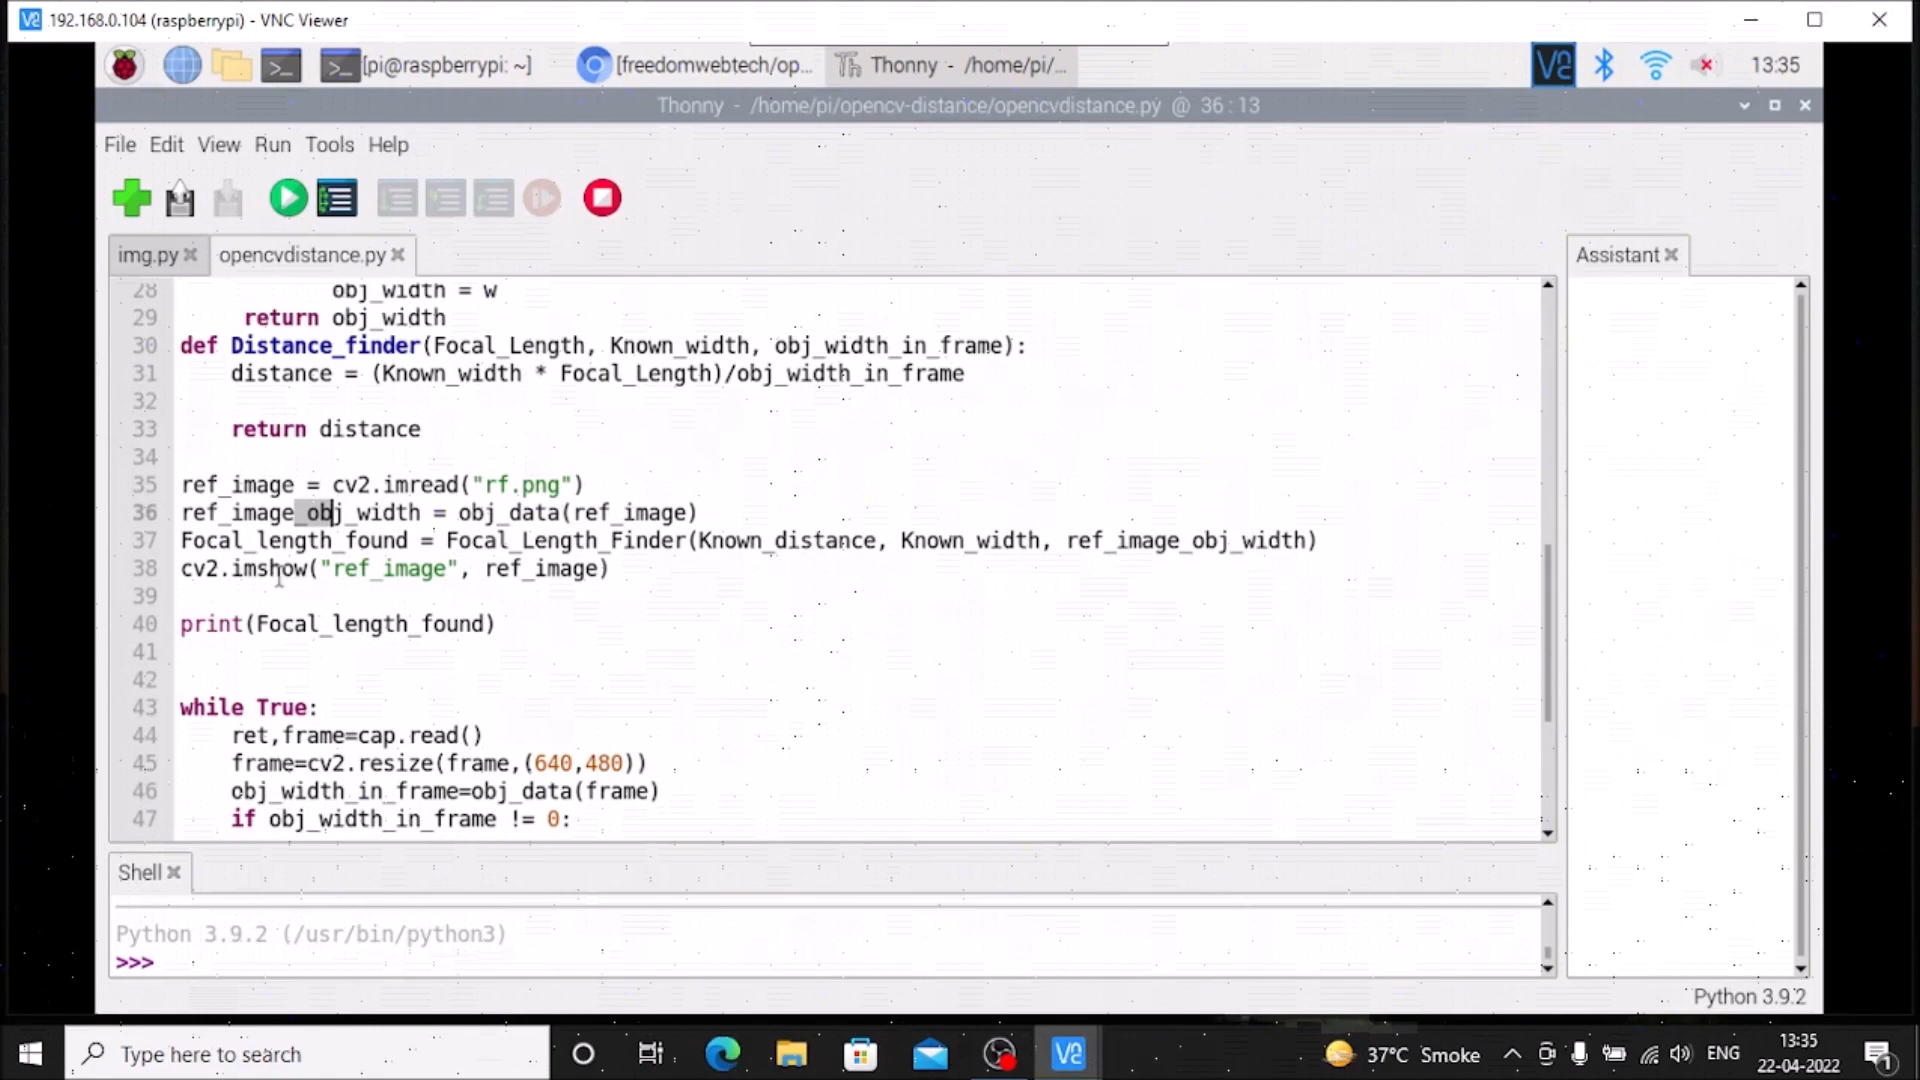 192.168.0.104 (raspberrypi) - VNC Viewer
[pi@raspberrypi: ~]
[freedomwebtech/op...
Thonny - /home/pi/...
13:35
Thonny - /home/pi/opencv-distance/opencvdistance.py @ 36:13
File Edit View Run Tools Help
img.py
opencvdistance.py
Assistant
28 obj_width = w
29 return obj_width
30 def Distance_finder(Focal_Length, Known_width, obj_width_in_frame):
31 distance = (Known_width * Focal_Length)/obj_width_in_frame
32
33 return distance
34
35 ref_image = cv2.imread("rf.png")
36 ref_image_obj_width = obj_data(ref_image)
37 Focal_length_found = Focal_Length_Finder(Known_distance, Known_width, ref_image_obj_width)
38 cv2.imshow("ref_image", ref_image)
39
40 print(Focal_length_found)
41
42
43 while True:
44 ret,frame=cap.read()
45 frame=cv2.resize(frame,(640,480))
46 obj_width_in_frame=obj_data(frame)
47 if obj_width_in_frame != 0:
Shell
Python 3.9.2 (/usr/bin/python3)
>>>
Python 3.9.2
Type here to search
37°C Smoke
ENG
13:35
22-04-2022
1